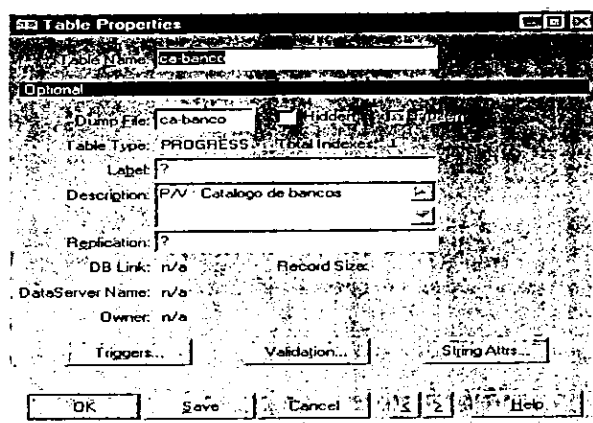 Table Properties
Table Name: ca-banco
Optional
Dump File: ca-banco Hidden Frozen
Table Type: PROGRESS Total Indexes: 1
Label: ?
Description: P/V : Catalogo de bancos
Replication: ?
DB Link: n/a Record Size:
DataServer Name: n/a
Owner: n/a
Triggers... Validation... String Attrs...
OK Save Cancel < > Help